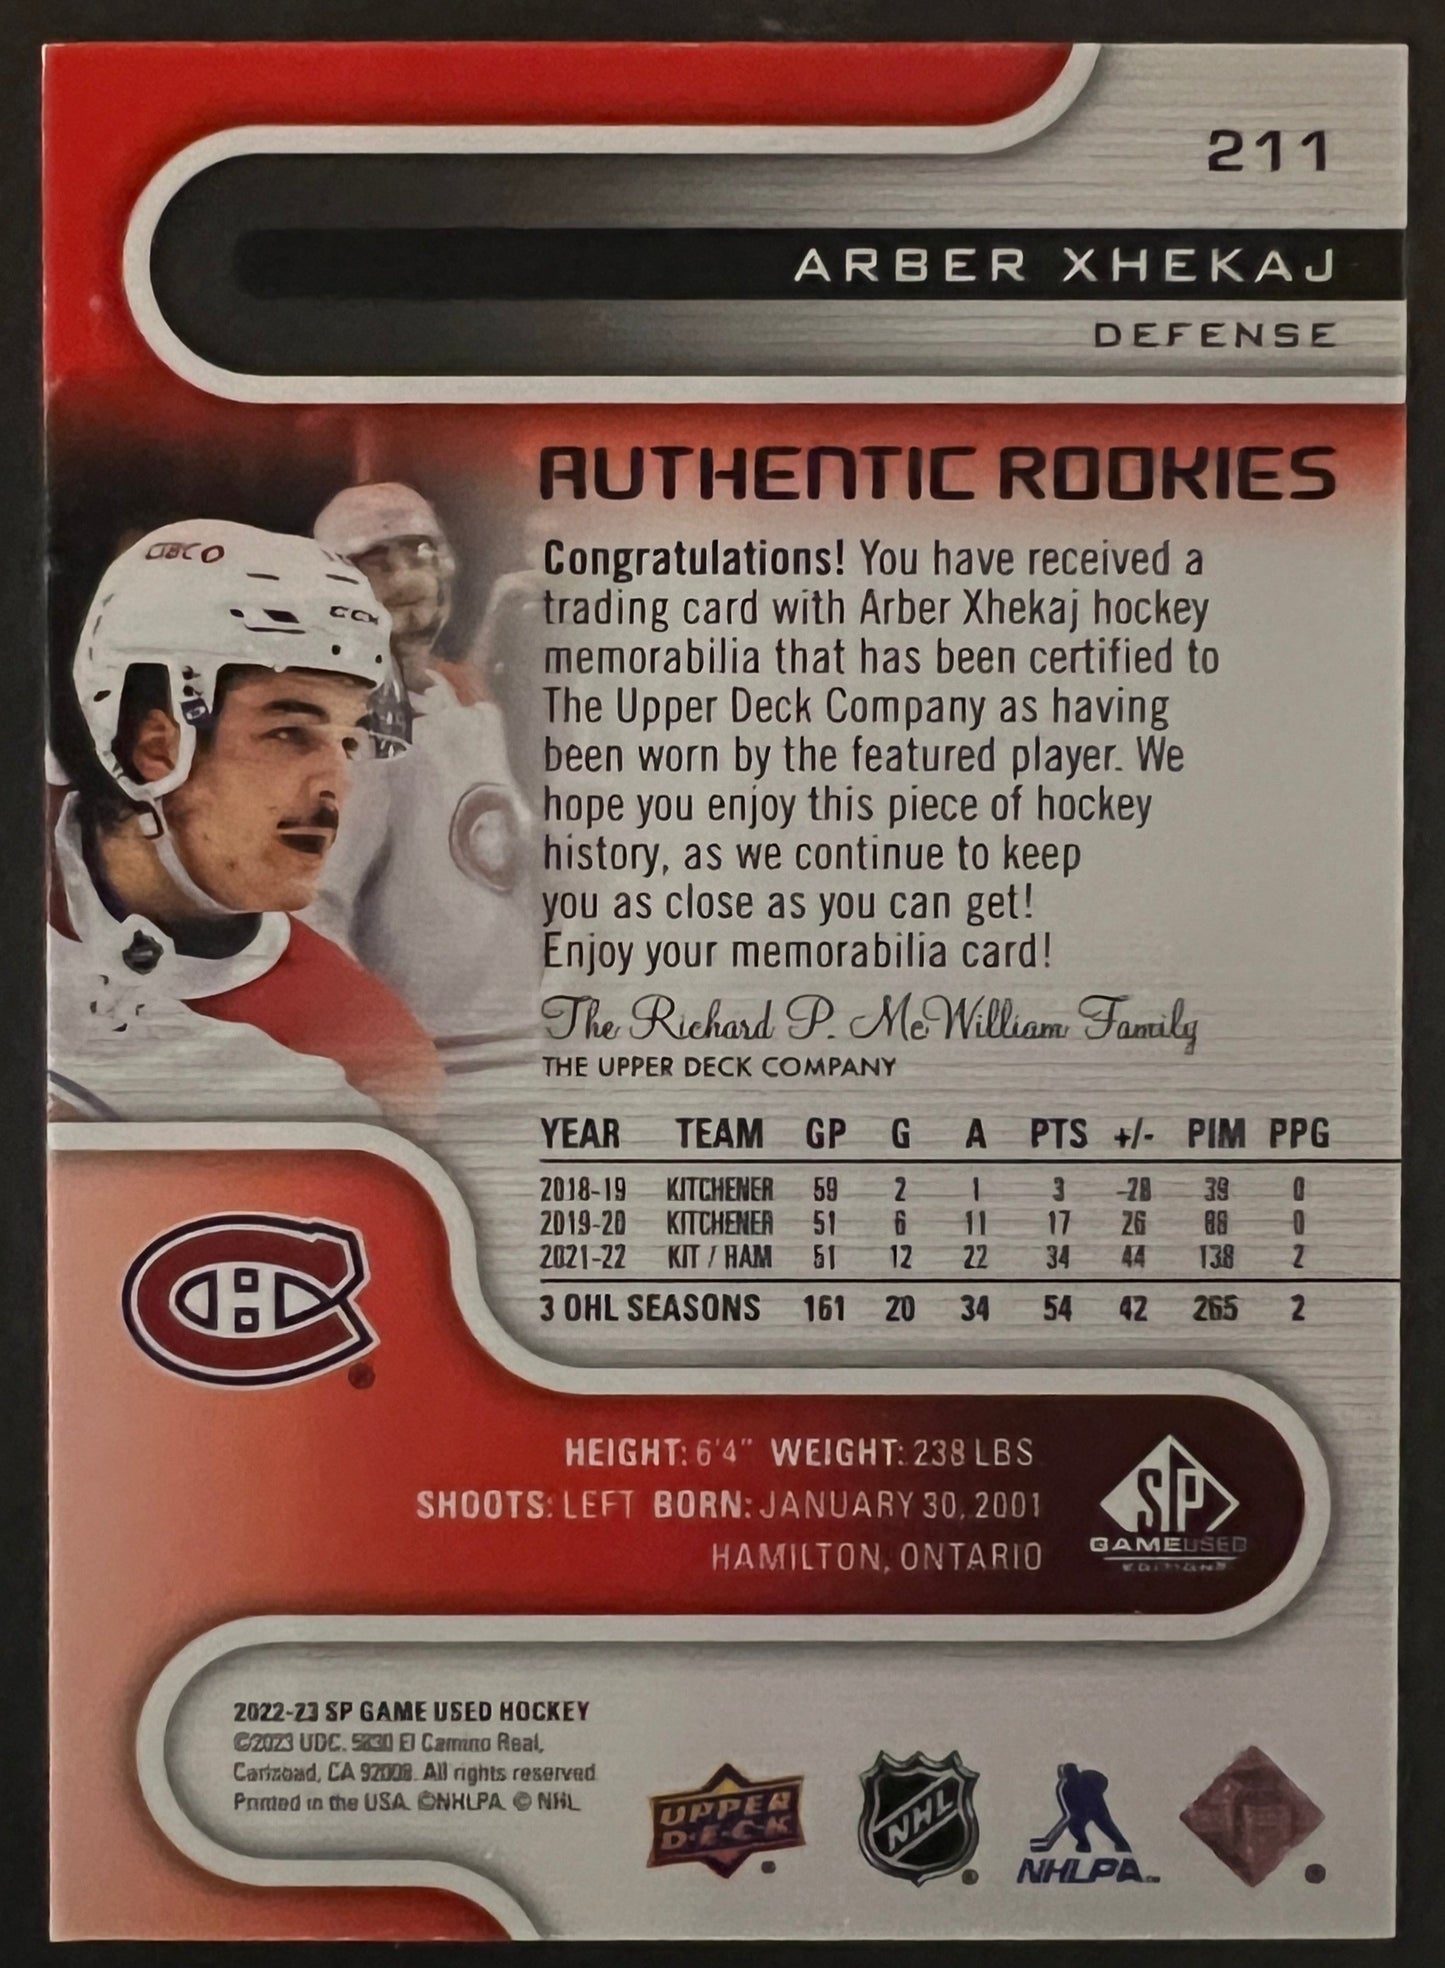 211
ARBER XHEKAJ
DEFENSE
AUTHENTIC ROOKIES
Congratulations! You have received a
trading card with Arber Xhekaj hockey
memorabilia that has been certified to
The Upper Deck Company as having
been worn by the featured player. We
hope you enjoy this piece of hockey
history, as we continue to keep
you as close as you can get!
Enjoy your memorabilia card!
The Richard P. McWilliam Family
THE UPPER DECK COMPANY
CCM
YEAR TEAM GP G A PTS +/- PIM PPG
2018-19 KITCHENER 59 2 1 3 -28 39 0
2019-20 KITCHENER 51 6 11 17 26 88 0
2021-22 KIT / HAM 51 12 22 34 44 138 2
3 OHL SEASONS 161 20 34 54 42 265 2
HEIGHT: 6'4" WEIGHT: 238 LBS
SHOOTS: LEFT BORN: JANUARY 30, 2001
HAMILTON, ONTARIO
SP
GAMEUSED
EDITION
2022-23 SP GAME USED HOCKEY
©2023 UDC. 5830 El Camino Real,
Carlsbad, CA 92008. All rights reserved
Printed in the USA. ©NHLPA © NHL
UPPER
D·E·C·K
NHL
NHLPA